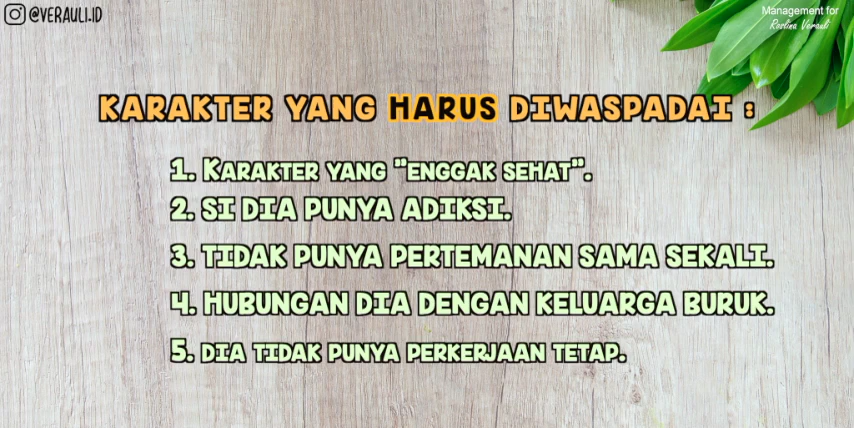 @VERAULI.ID
Management for
Roslina Verauli
KARAKTER YANG HARUS DIWASPADAI :
1. KARAKTER YANG "ENGGAK SEHAT".
2. SI DIA PUNYA ADIKSI.
3. TIDAK PUNYA PERTEMANAN SAMA SEKALI.
4. HUBUNGAN DIA DENGAN KELUARGA BURUK.
5. DIA TIDAK PUNYA PERKERJAAN TETAP.